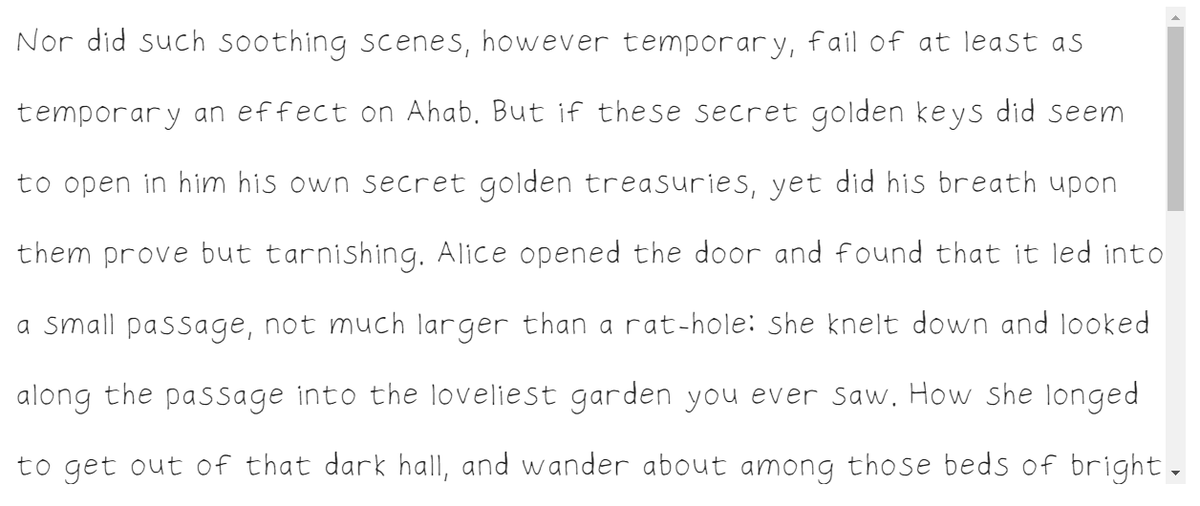 Nor did such soothing scenes, however temporary, fail of at least as
temporary an effect on Ahab. But if these secret golden keys did seem
to open in him his own secret golden treasuries, yet did his breath upon
them prove but tarnishing. Alice opened the door and found that it led into
a small passage, not much larger than a rat-hole: she knelt down and looked
along the passage into the loveliest garden you ever saw. How she longed
to get out of that dark hall, and wander about among those beds of bright